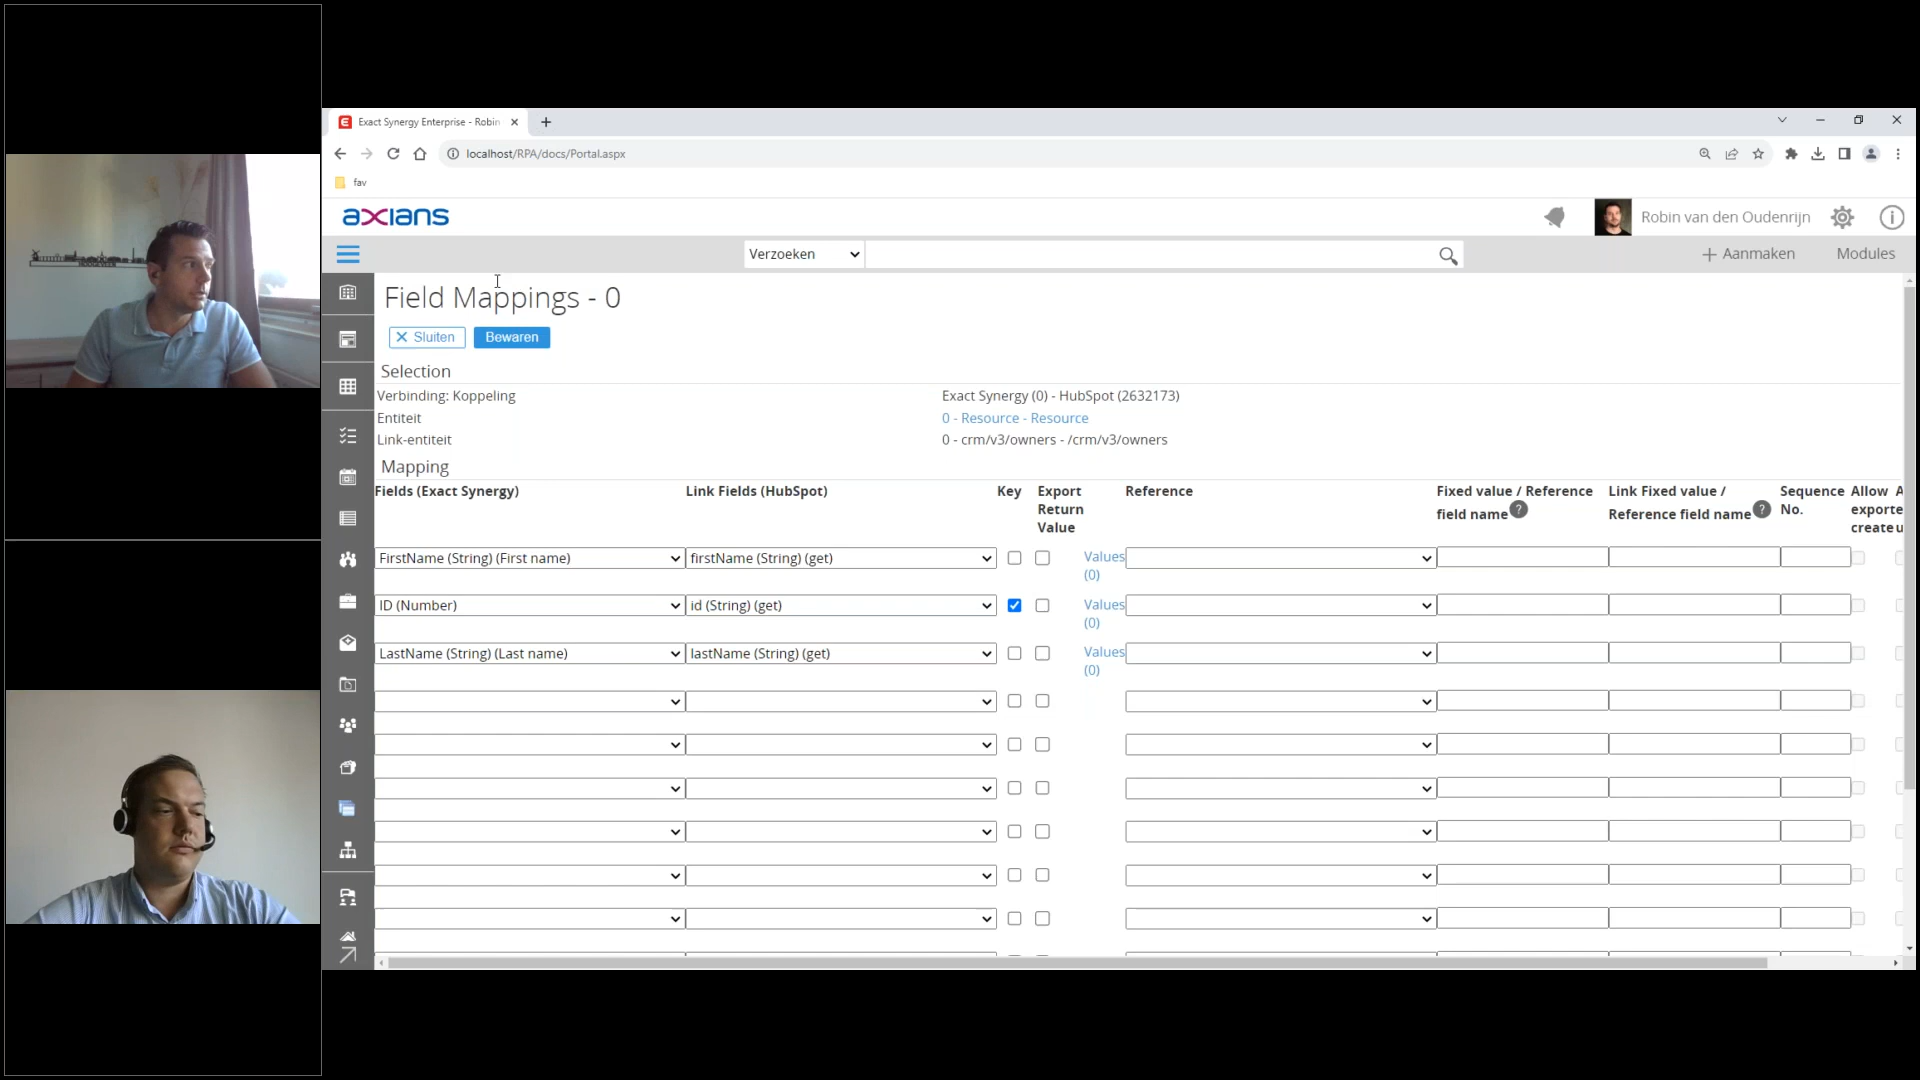 Exact Synergy Enterprise - Robin
localhost/RPA/docs/Portal.aspx
fav
axians
Robin van den Oudenrijn
Verzoeken
Aanmaken
Modules
Field Mappings - 0
Sluiten
Bewaren
Selection
Verbinding: Koppeling
Exact Synergy (0) - HubSpot (2632173)
Entiteit
0 - Resource - Resource
Link-entiteit
0 - crm/v3/owners - /crm/v3/owners
Mapping
Fields (Exact Synergy)
Link Fields (HubSpot)
Key
Export
Return
Value
Reference
Fixed value / Reference
field name ?
Link Fixed value /
Reference field name ?
Sequence
No.
Allow
exporte
create
A
u
FirstName (String) (First name)
firstName (String) (get)
Values
(0)
ID (Number)
id (String) (get)
Values
(0)
LastName (String) (Last name)
lastName (String) (get)
Values
(0)